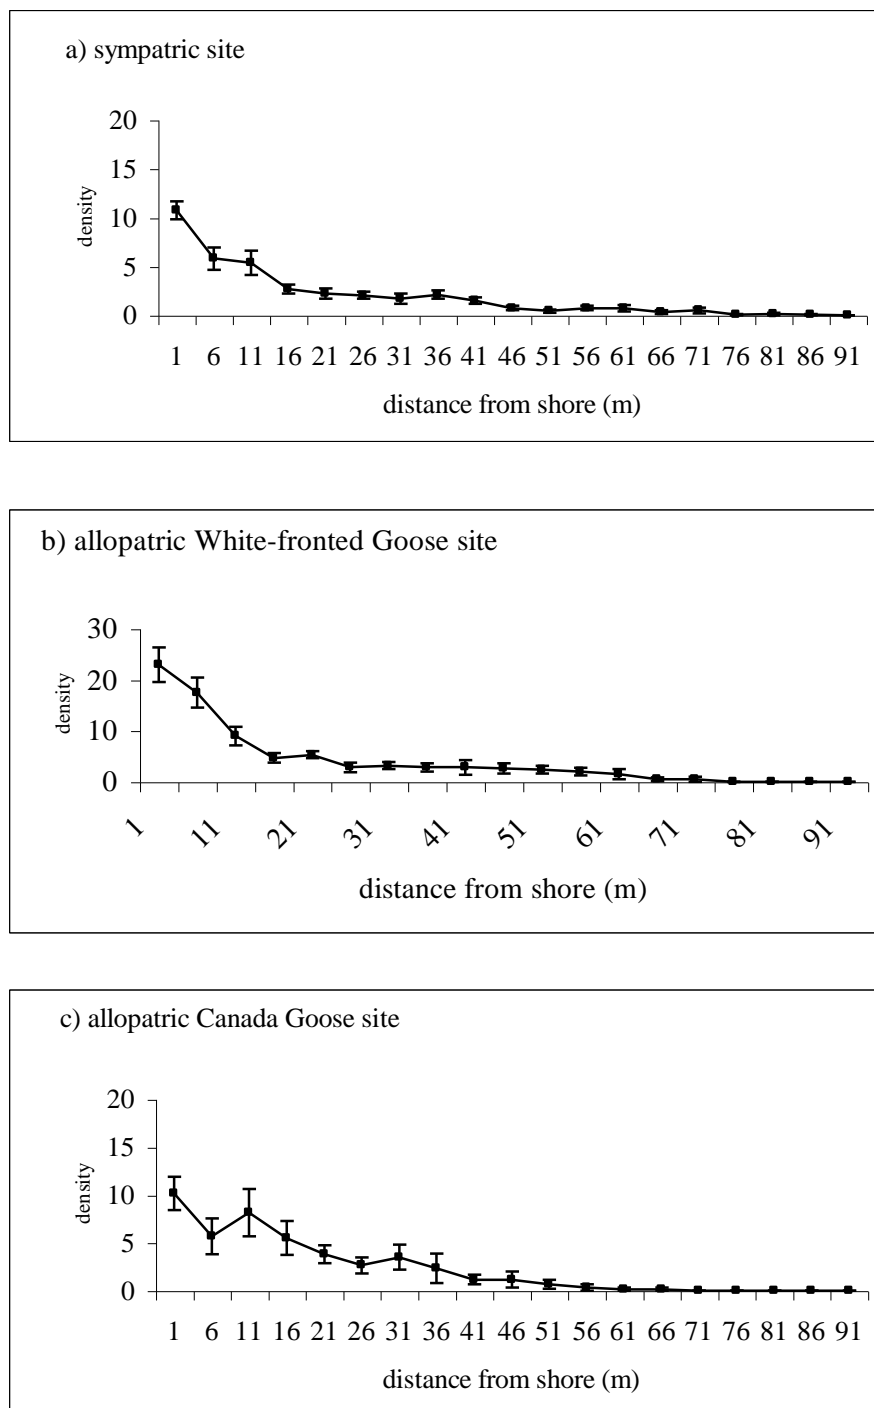 a) sympatric site
20
15
10
5
0
density
1 6 11 16 21 26 31 36 41 46 51 56 61 66 71 76 81 86 91
distance from shore (m)
b) allopatric White-fronted Goose site
30
20
10
0
density
1 11 21 31 41 51 61 71 81 91
distance from shore (m)
c) allopatric Canada Goose site
20
15
10
5
0
density
1 6 11 16 21 26 31 36 41 46 51 56 61 66 71 76 81 86 91
distance from shore (m)